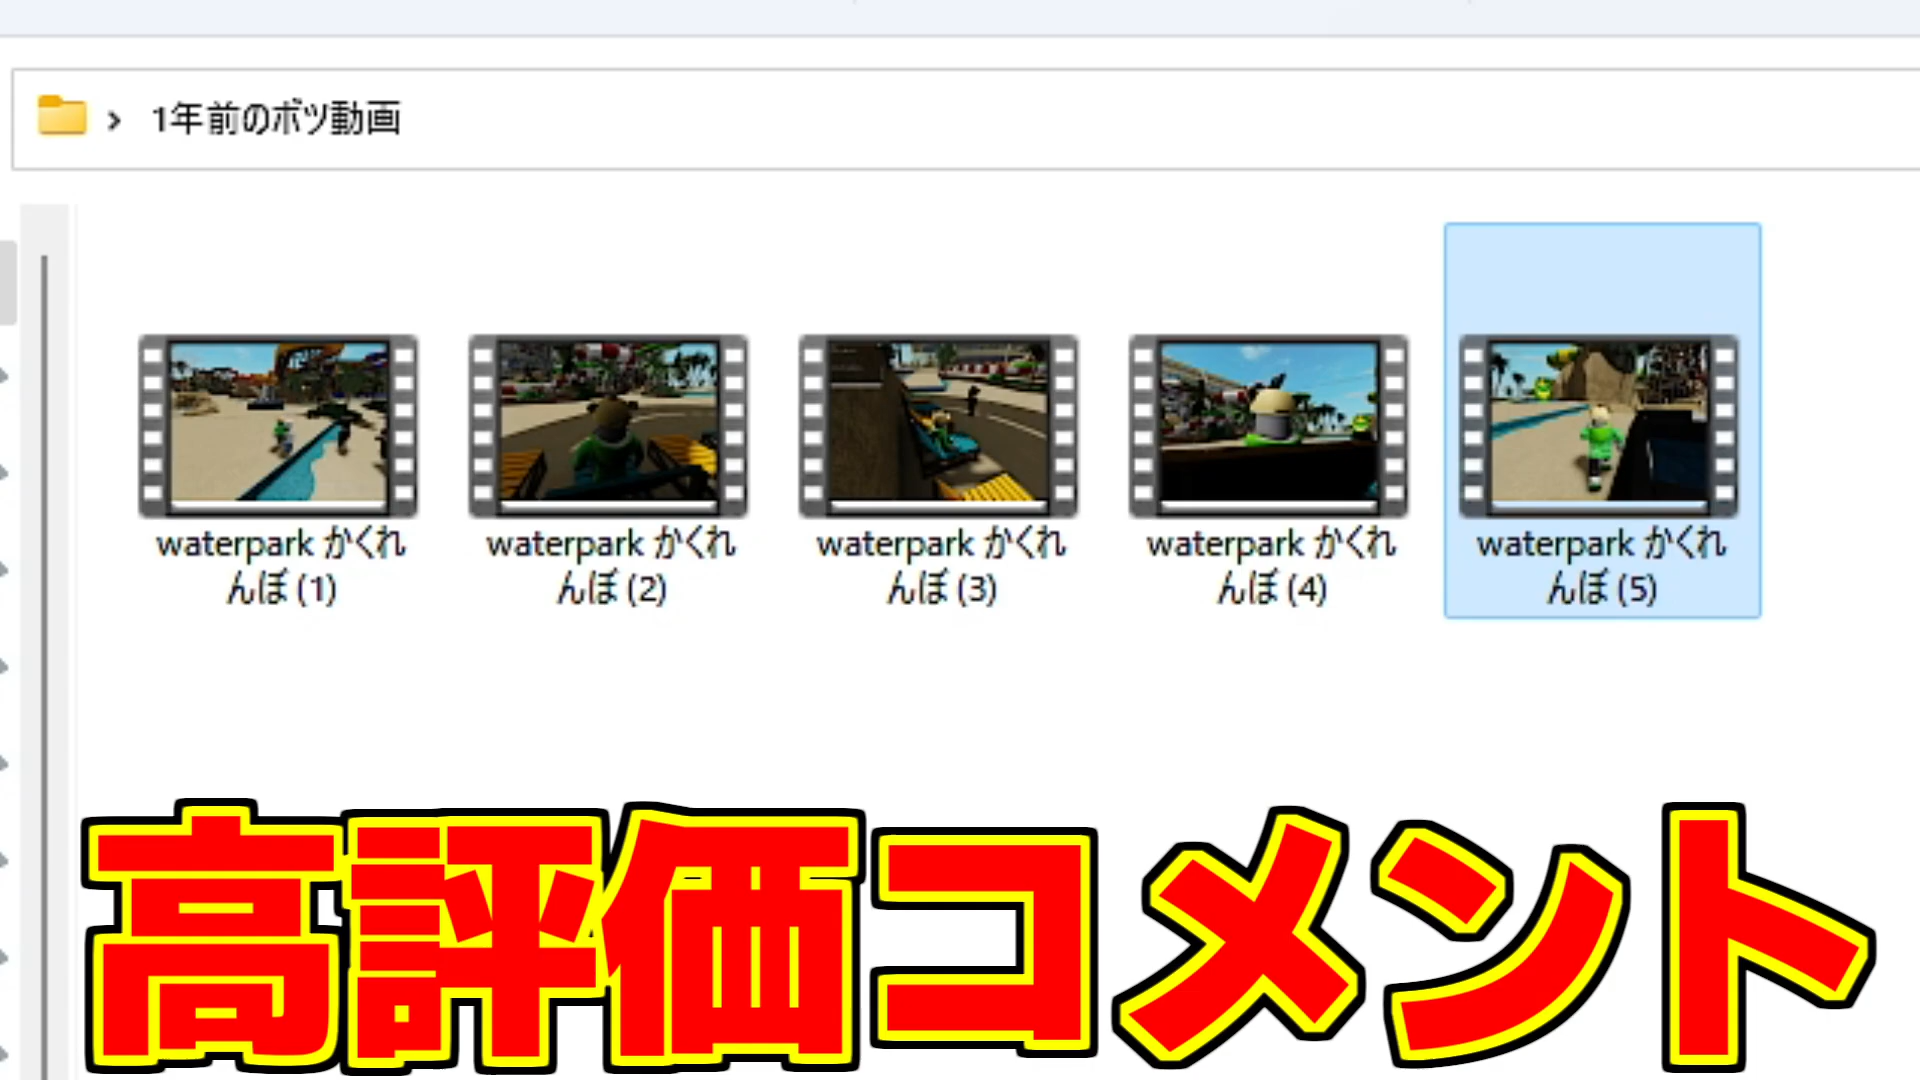 1年前のボツ動画
waterpark かくれ
んぼ (1)
waterpark かくれ
んぼ (2)
waterpark かくれ
んぼ (3)
waterpark かくれ
んぼ (4)
waterpark かくれ
んぼ (5)
高評価コメント